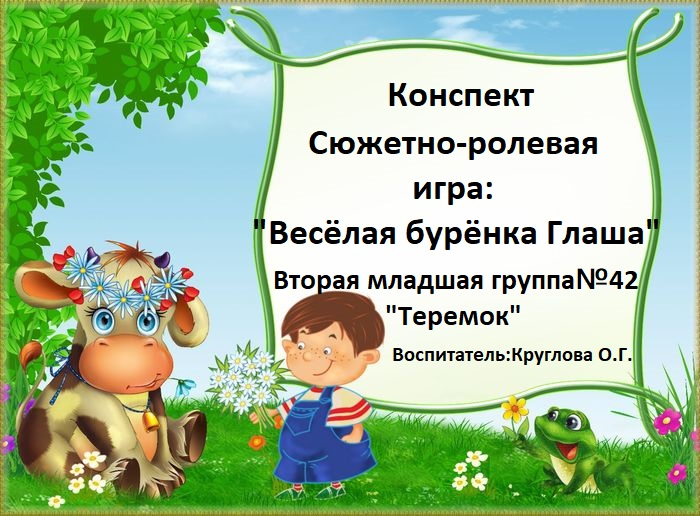 Конспект
Сюжетно-ролевая
игра:
"Весёлая бурёнка Глаша"
Вторая младшая группа№42
"Теремок"
Воспитатель:Круглова О.Г.